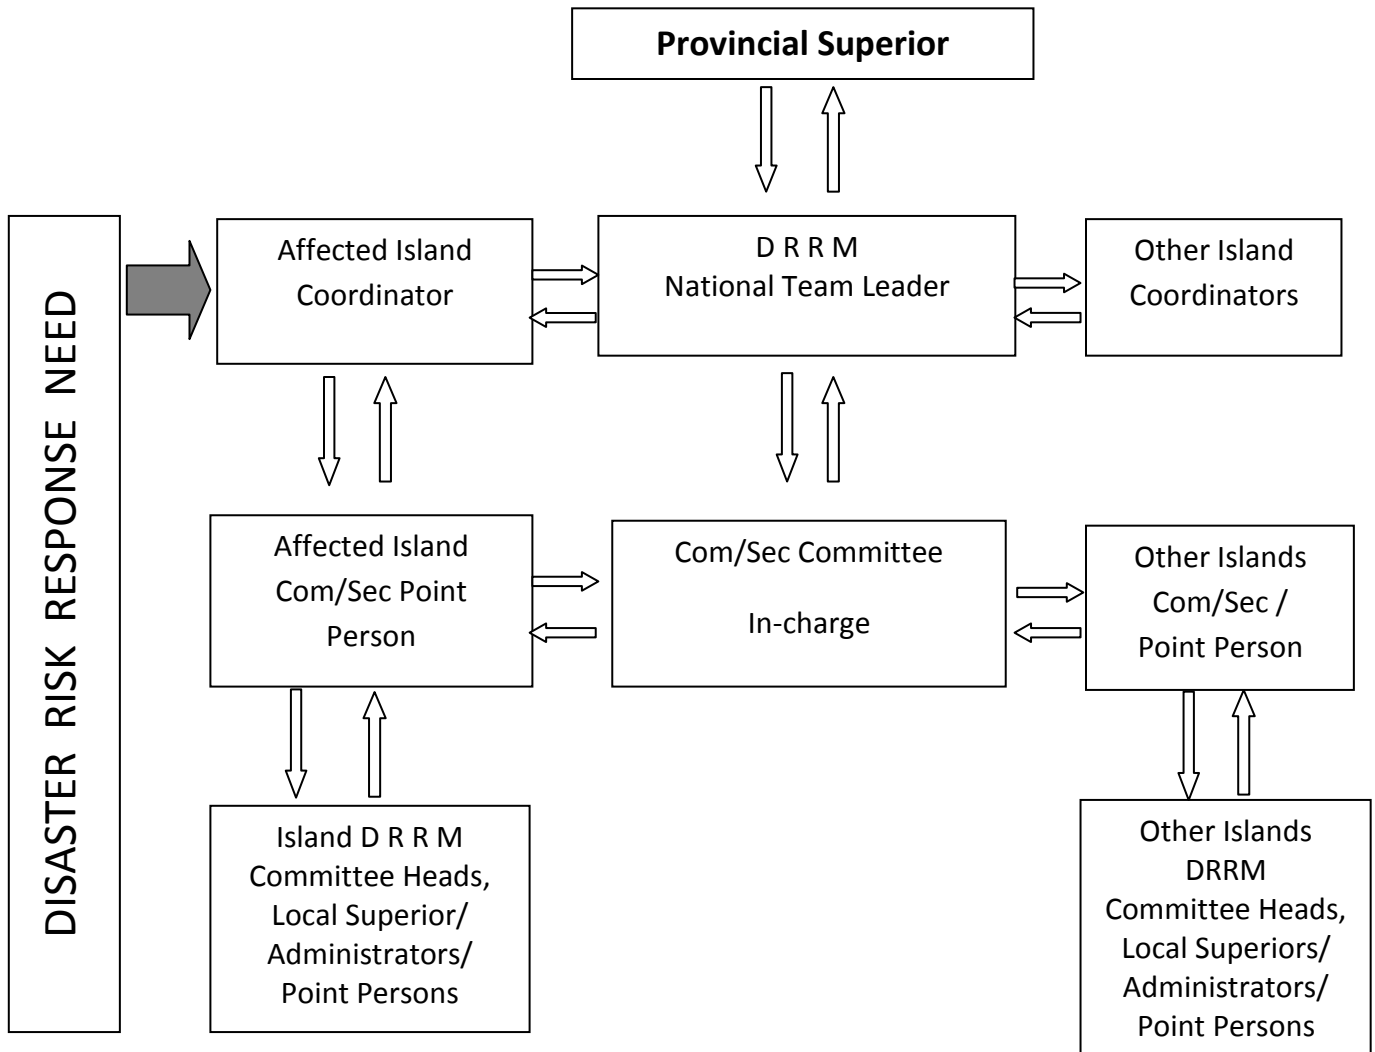 Provincial Superior
DISASTER RISK RESPONSE NEED
Affected Island
Coordinator
D R R M
National Team Leader
Other Island
Coordinators
Affected Island
Com/Sec Point
Person
Com/Sec Committee
In-charge
Other Islands
Com/Sec /
Point Person
Island D R R M
Committee Heads,
Local Superior/
Administrators/
Point Persons
Other Islands
DRRM
Committee Heads,
Local Superiors/
Administrators/
Point Persons